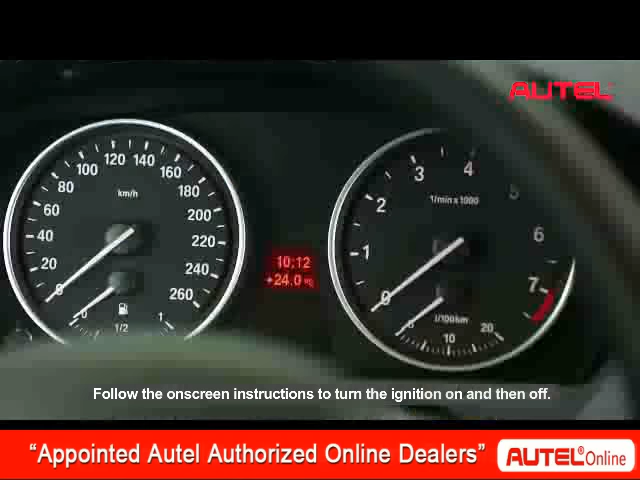 AUTEL
100 120 140 160
80 180
km/h
60 200
40 220
20 240
0 260
0 1/2 1
10:12
+24.0 °C
3 4 5
2 1/min x 1000
1 6
0 7
l/100km
10 20
Follow the onscreen instructions to turn the ignition on and then off.
“Appointed Autel Authorized Online Dealers”
AUTEL®Online